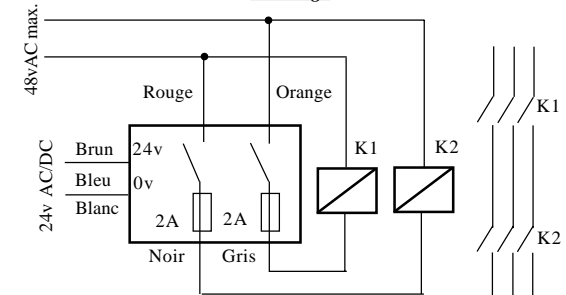 48vAC max.
Rouge
Orange
24v AC/DC
Brun
24v
Bleu
0v
Blanc
2A
2A
Noir
Gris
K1
K2
K1
K2